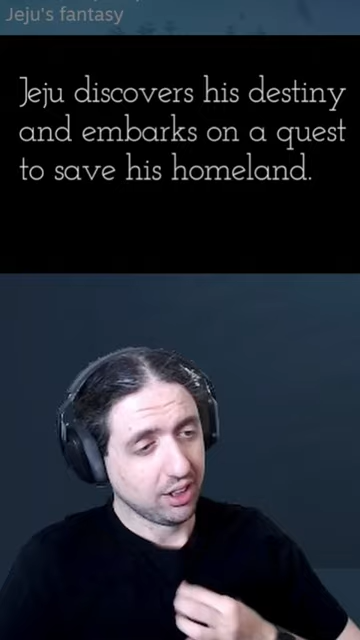 Jeju's fantasy
Jeju discovers his destiny
and embarks on a quest
to save his homeland.